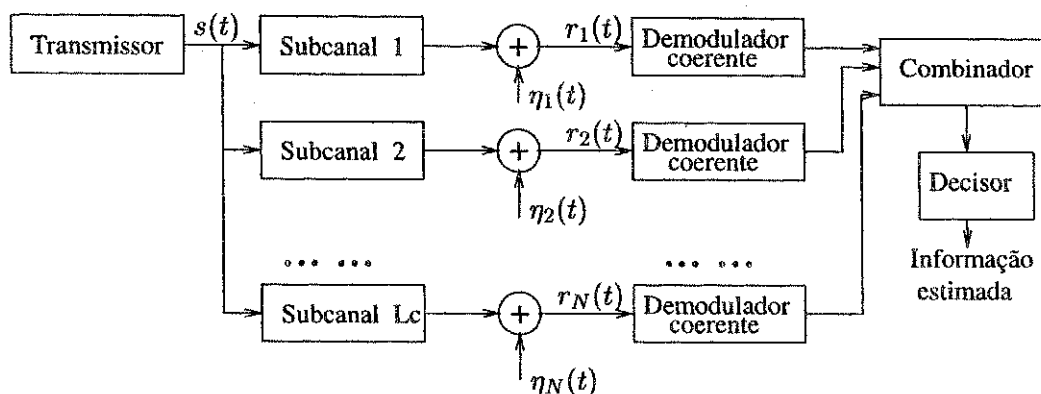 Transmissor
s(t)
Subcanal 1
+
η₁(t)
r₁(t)
Demodulador
coerente
Combinador
Subcanal 2
+
η₂(t)
r₂(t)
Demodulador
coerente
Decisor
Informação
estimada
••• •••
••• •••
Subcanal Lc
+
η_N(t)
r_N(t)
Demodulador
coerente